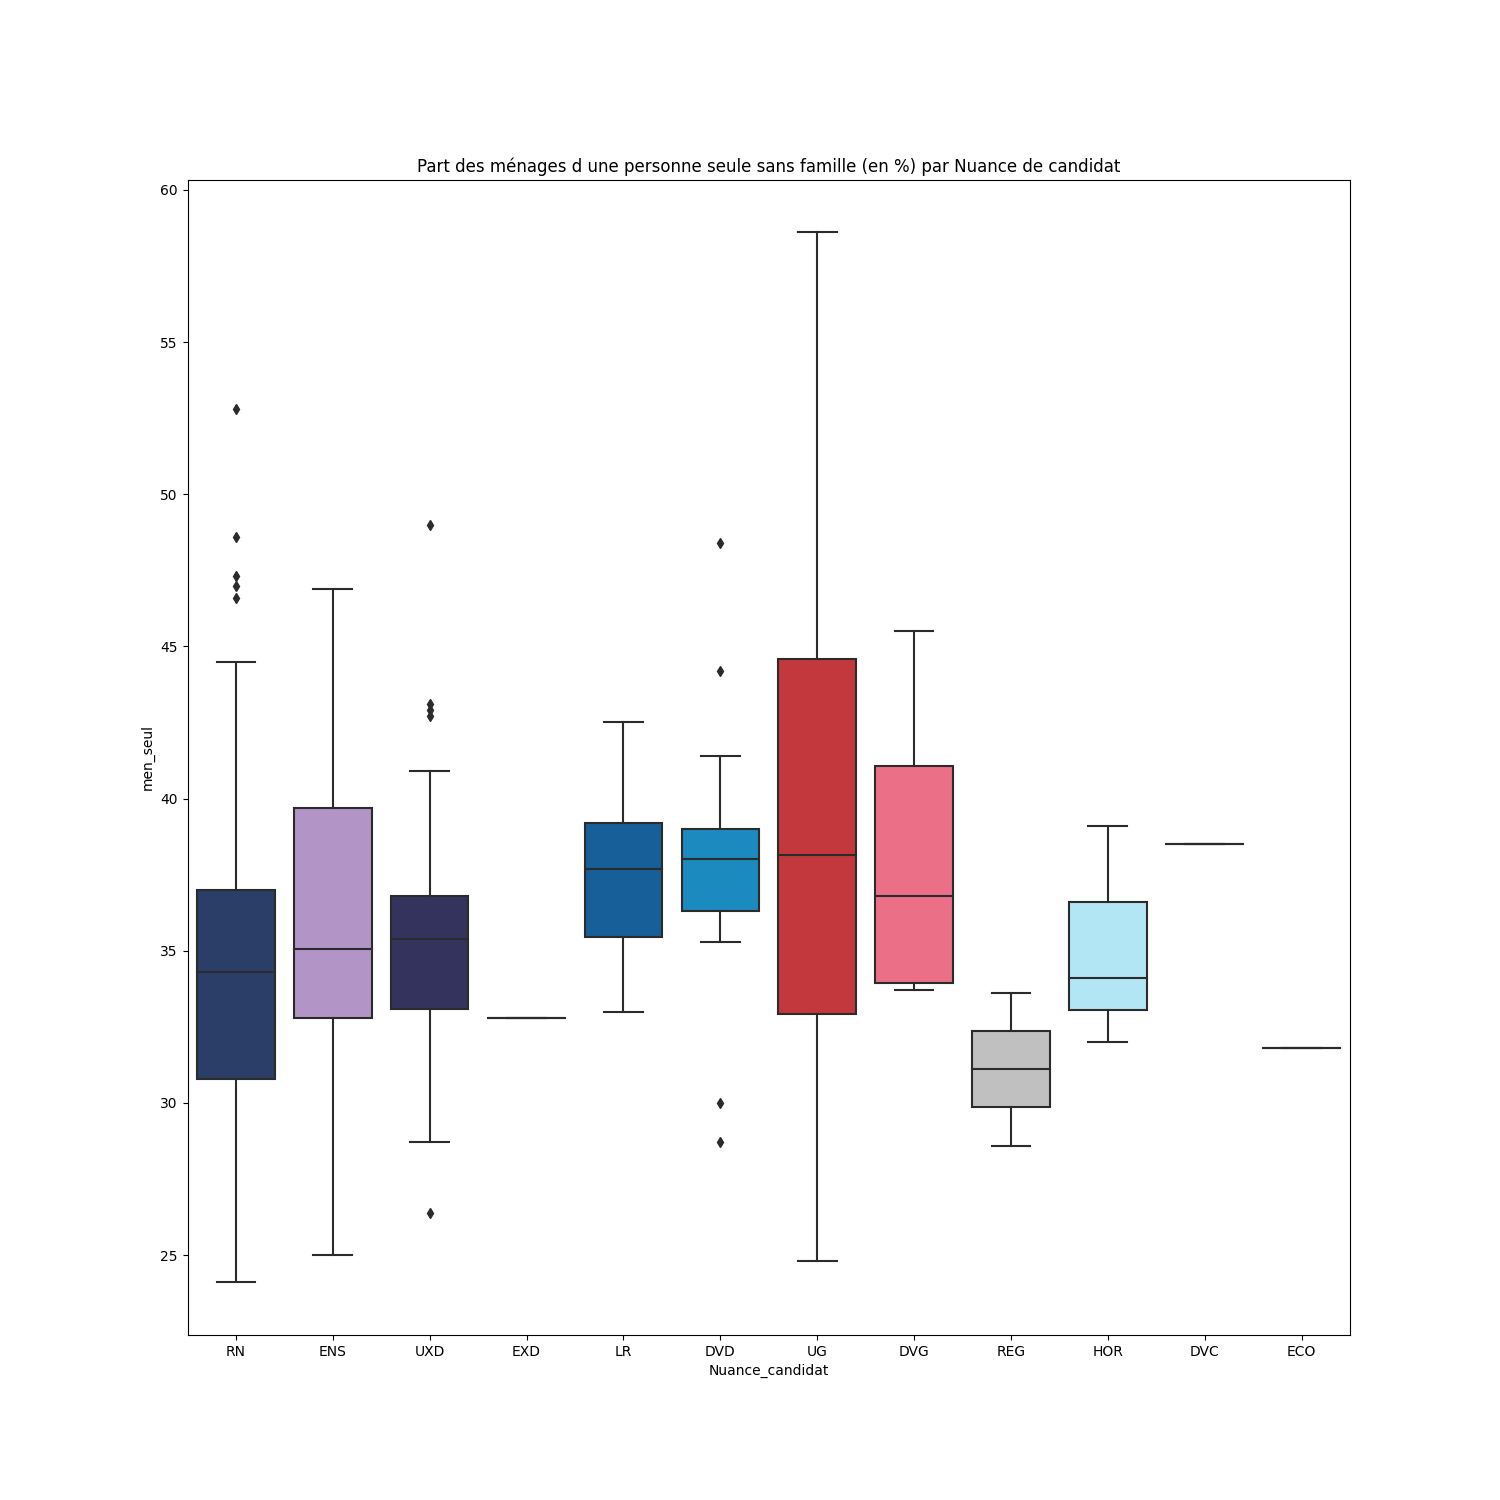 Part des ménages d une personne seule sans famille (en %) par Nuance de candidat
60
55
50
45
40
35
30
25
men_seul
RN ENS UXD EXD LR DVD UG DVG REG HOR DVC ECO
Nuance_candidat